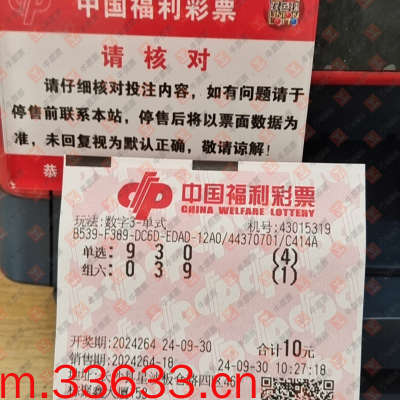 中国福利彩票
请核对
请仔细核对投注内容，如有问题请于
停售前联系本站，停售后将以票面数据为
准，未回复视为默认正确，敬请谅解！
恭
中国福利彩票
CHINA WELFARE LOTTERY
玩法:数字3-单式 机号:43015319
B539-F389-DC6D-EDAD-12A0/44370701/C414A
单选: 9 3 0 (4)
组六: 0 3 9 (1)
开奖期:2024264 24-09-30 合计10元
销售期:2024264-18 24-09-30 10:27:18
m.33633.cn